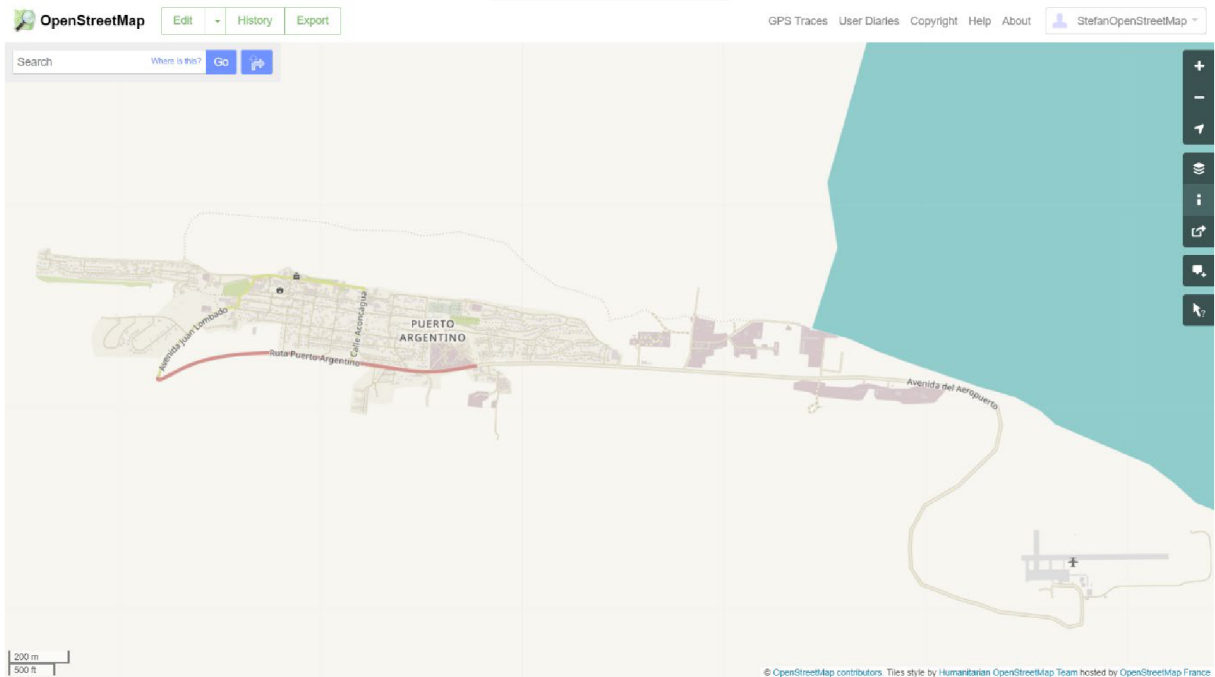 OpenStreetMap
Edit
History
Export
GPS Traces
User Diaries
Copyright
Help
About
StefanOpenStreetMap
Search
Where is this?
Go
Avenida Juan Lombado
Calle Aconcagua
PUERTO
ARGENTINO
Ruta Puerto Argentino
Avenida del Aeropuerto
200 m
500 ft
© OpenStreetMap contributors. Tiles style by Humanitarian OpenStreetMap Team hosted by OpenStreetMap France